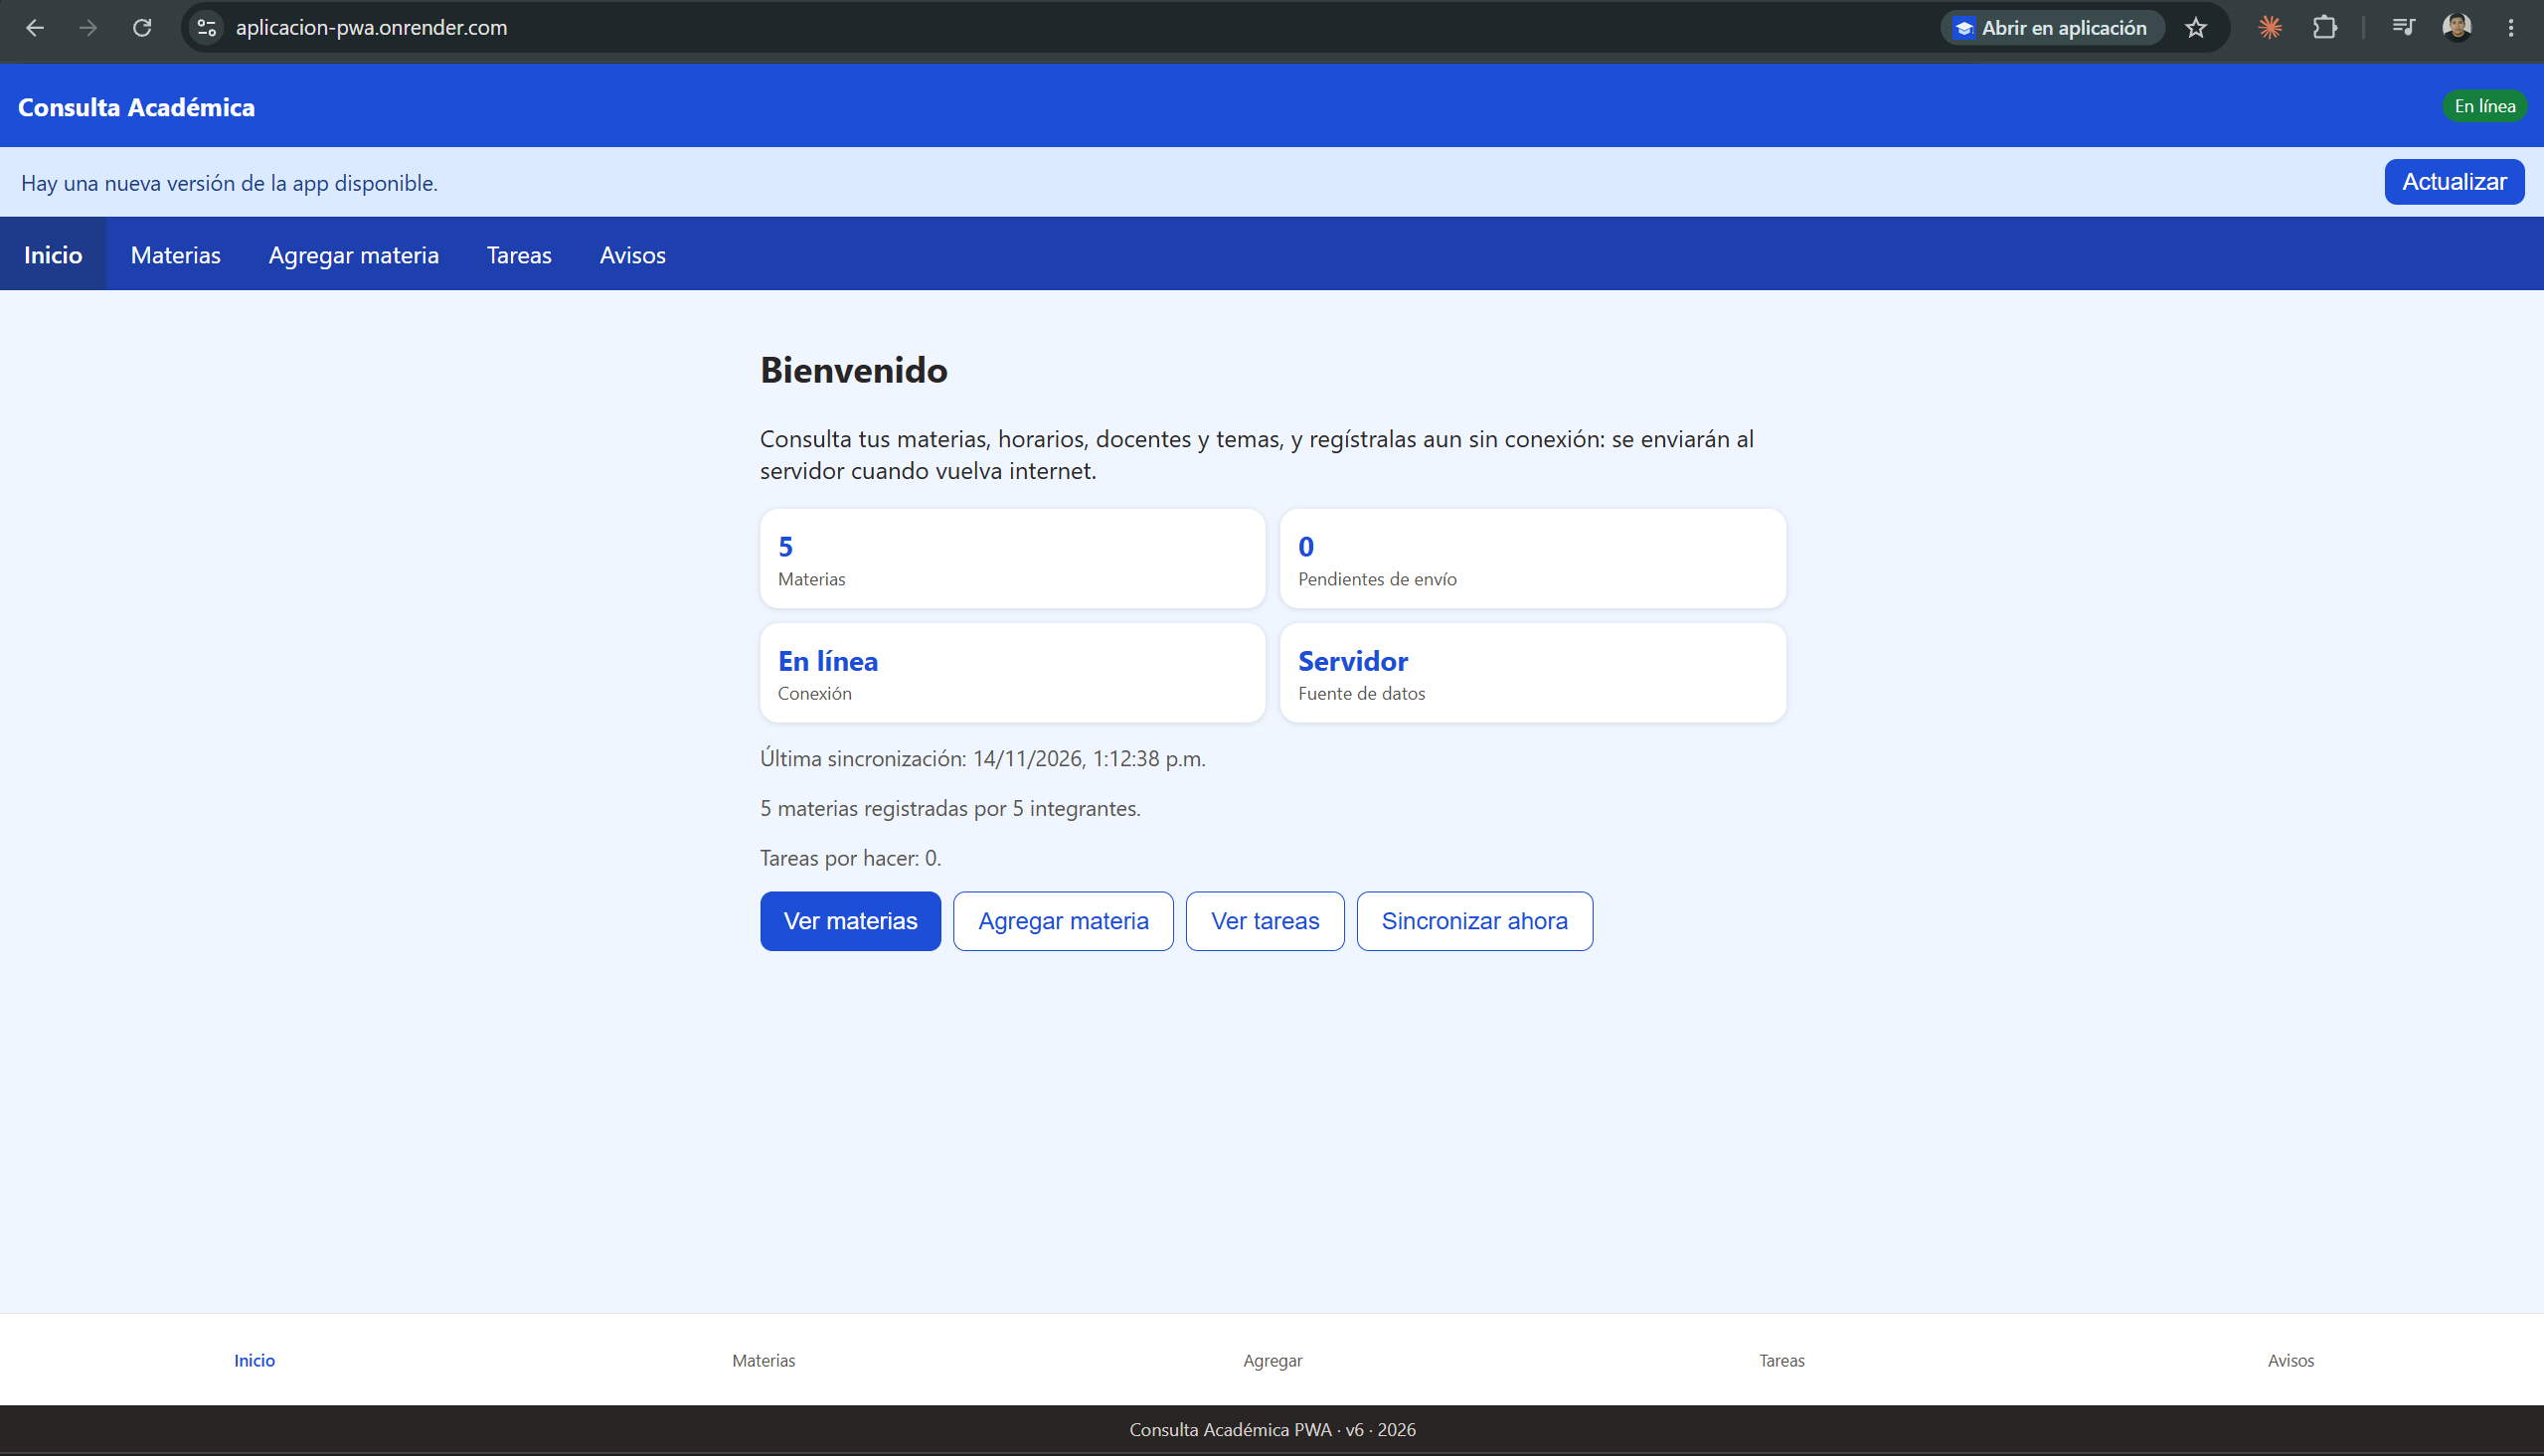 aplicacion-pwa.onrender.com
Abrir en aplicación
Consulta Académica
En línea
Hay una nueva versión de la app disponible.
Actualizar
Inicio
Materias
Agregar materia
Tareas
Avisos
Bienvenido
Consulta tus materias, horarios, docentes y temas, y regístralas aun sin conexión: se enviarán al
servidor cuando vuelva internet.
5
Materias
0
Pendientes de envío
En línea
Conexión
Servidor
Fuente de datos
Última sincronización: 14/11/2026, 1:12:38 p.m.
5 materias registradas por 5 integrantes.
Tareas por hacer: 0.
Ver materias
Agregar materia
Ver tareas
Sincronizar ahora
Inicio
Materias
Agregar
Tareas
Avisos
Consulta Académica PWA · v6 · 2026